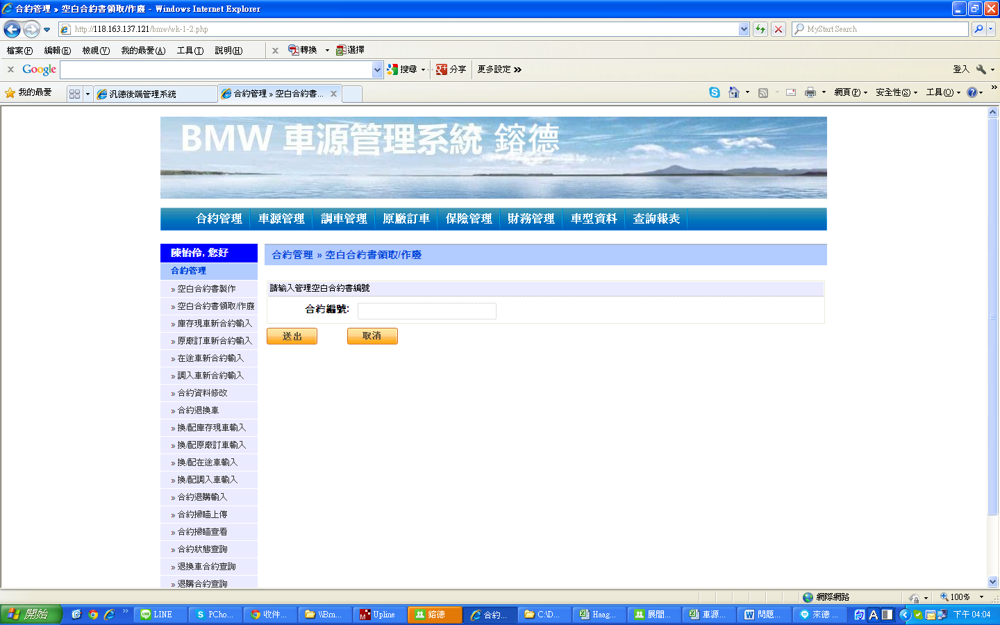 合約管理 » 空白合約書領取/作廢 - Windows Internet Explorer
http://118.163.137.121/bmw/wk-1-2.php
MyStart Search
檔案(F) 編輯(E) 檢視(V) 我的最愛(A) 工具(T) 說明(H) x 轉換 選擇
x Google 搜尋 分享 更多設定 » 登入
我的最愛 汎德後端管理系統 合約管理 » 空白合約書... 網頁(P) 安全性(S) 工具(O) »
BMW 車源管理系統 鎔德
合約管理 車源管理 調車管理 原廠訂車 保險管理 財務管理 車型資料 查詢報表
陳怡伶, 您好
合約管理
» 空白合約書製作
» 空白合約書領取/作廢
» 庫存現車新合約輸入
» 原廠訂車新合約輸入
» 在途車新合約輸入
» 調入車新合約輸入
» 合約資料修改
» 合約退換車
» 換/配庫存現車輸入
» 換/配原廠訂車輸入
» 換/配在途車輸入
» 換/配調入車輸入
» 合約退購輸入
» 合約掃瞄上傳
» 合約掃瞄查看
» 合約狀態查詢
» 退換車合約查詢
» 退購合約查詢
合約管理 » 空白合約書領取/作廢
請输入管理空白合約書編號
合約編號:
送出 取消
網際網路 100%
開始 » LINE PCho... 收件... \\Bm... Upline 鎔德 合約... C:\D... Haag... 展間... 車源... 問題... 來德 ... A 下午 04:04